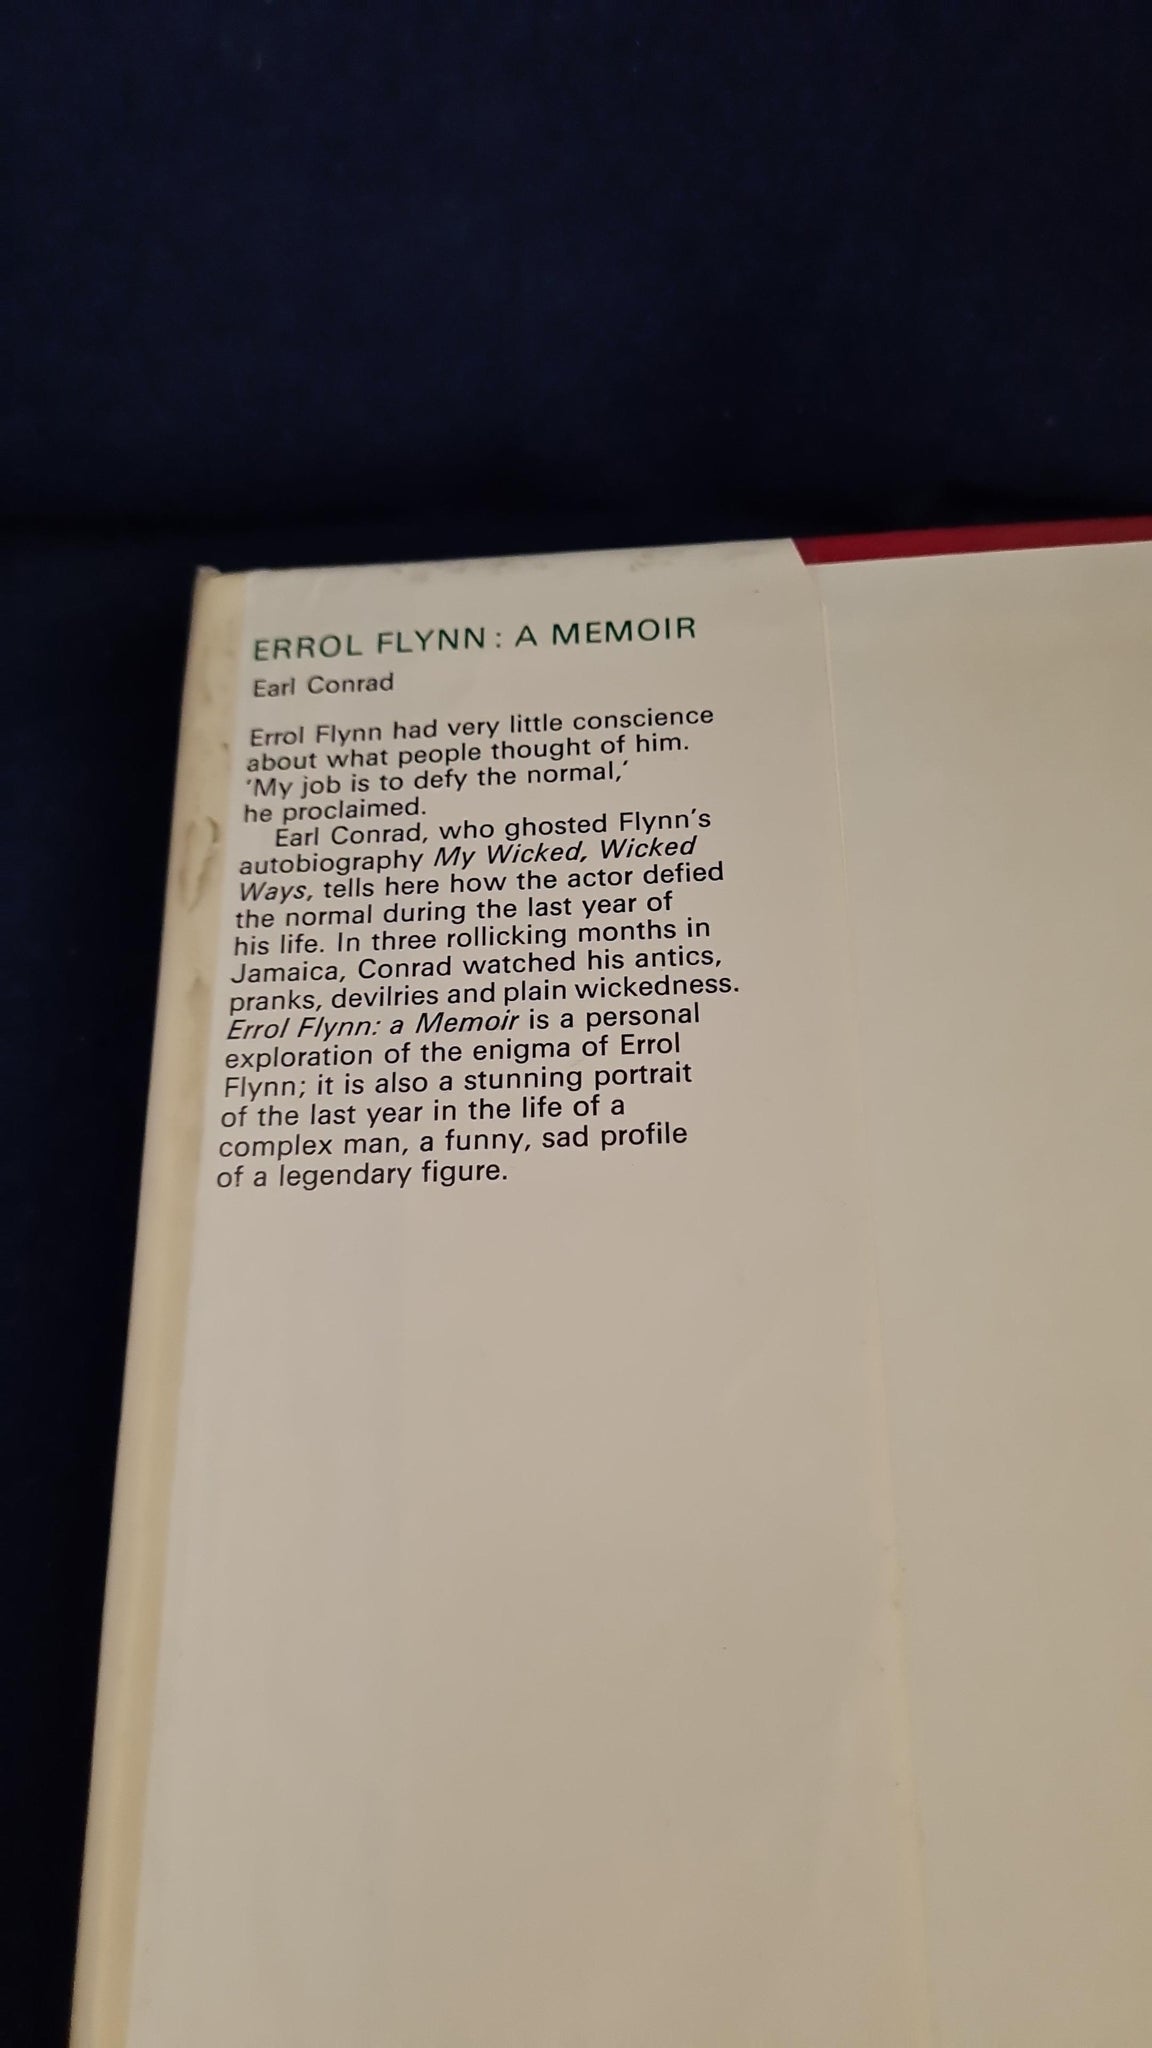 ERROL FLYNN: A MEMOIR
Earl Conrad
Errol Flynn had very little conscience
about what people thought of him.
'My job is to defy the normal,'
he proclaimed.
Earl Conrad, who ghosted Flynn's
autobiography My Wicked, Wicked
Ways, tells here how the actor defied
the normal during the last year of
his life. In three rollicking months in
Jamaica, Conrad watched his antics,
pranks, devilries and plain wickedness.
Errol Flynn: a Memoir is a personal
exploration of the enigma of Errol
Flynn; it is also a stunning portrait
of the last year in the life of a
complex man, a funny, sad profile
of a legendary figure.